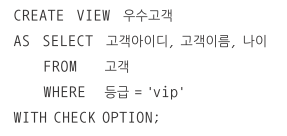 CREATE VIEW 우수고객
AS SELECT 고객아이디, 고객이름, 나이
FROM 고객
WHERE 등급 = 'vip'
WITH CHECK OPTION;